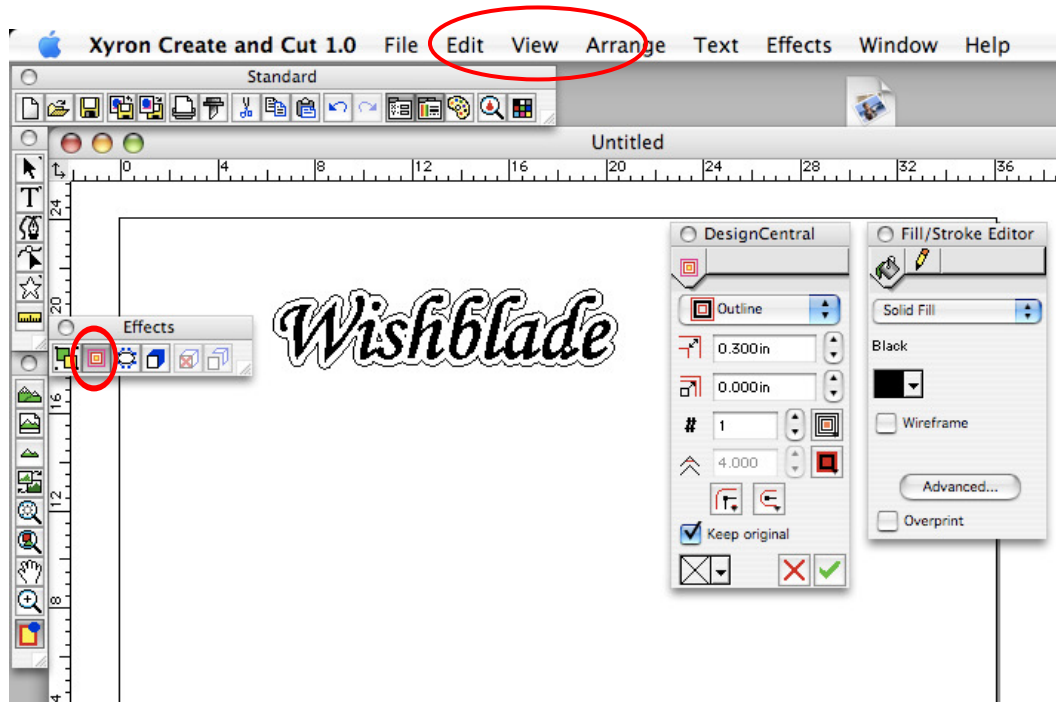 Xyron Create and Cut 1.0 File Edit View Arrange Text Effects Window Help
Standard
Untitled
0 4 8 12 16 20 24 28 32 36
24
20
16
12
8
4
T
Effects
Wishblade
DesignCentral
Outline
0.300in
0.000in
# 1
4.000
Keep original
Fill/Stroke Editor
Solid Fill
Black
Wireframe
Advanced...
Overprint